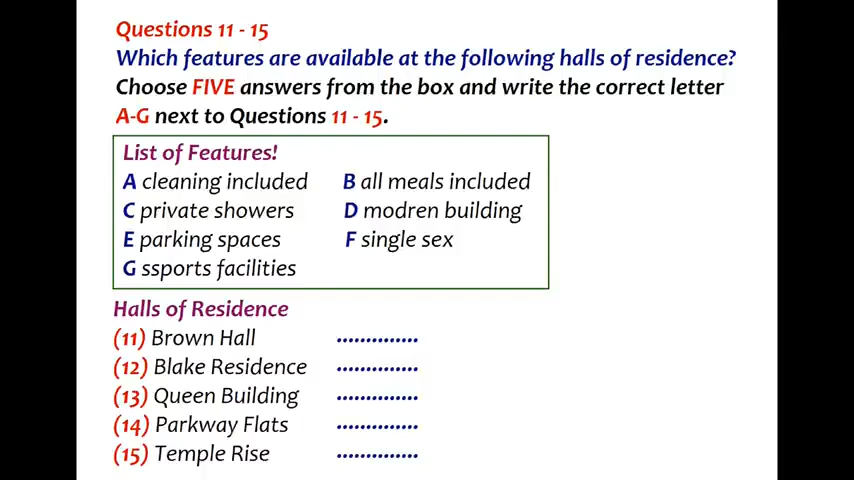 Questions 11 - 15
Which features are available at the following halls of residence?
Choose FIVE answers from the box and write the correct letter
A-G next to Questions 11 - 15.
List of Features!
A cleaning included B all meals included
C private showers D modren building
E parking spaces F single sex
G ssports facilities
Halls of Residence
(11) Brown Hall ..............
(12) Blake Residence ..............
(13) Queen Building ..............
(14) Parkway Flats ..............
(15) Temple Rise ..............